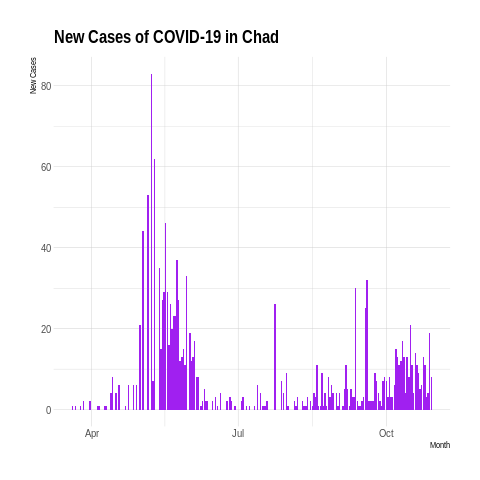 New Cases of COVID-19 in Chad
New Cases
80
60
40
20
0
Apr
Jul
Oct
Month